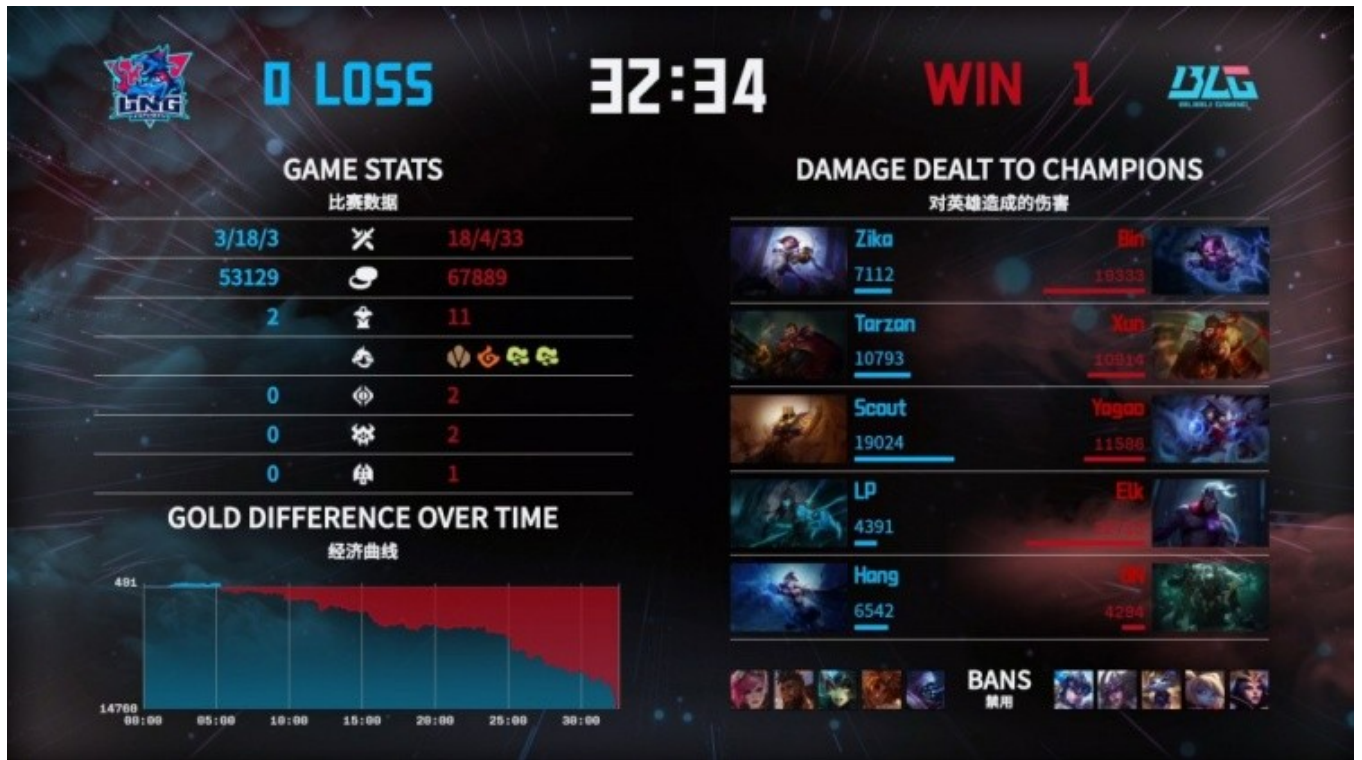 LNG
ESPORTS
0 LOSS
32:34
WIN 1
BLG
BILIBILI GAMING
GAME STATS
比赛数据
3/18/3 18/4/33
53129 67889
2 11
0 2
0 2
0 1
GOLD DIFFERENCE OVER TIME
经济曲线
491
14760
00:00 05:00 10:00 15:00 20:00 25:00 30:00
DAMAGE DEALT TO CHAMPIONS
对英雄造成的伤害
Zika Bin
7112 19333
Tarzan Xun
10793 10914
Scout Yagao
19024 11586
LP Elk
4391
Hang ON
6542 4294
BANS
禁用